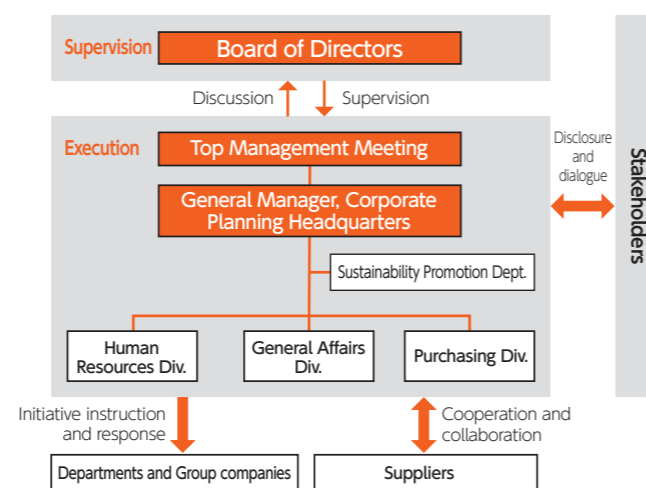 Supervision
Board of Directors
Discussion
Supervision
Execution
Top Management Meeting
General Manager, Corporate
Planning Headquarters
Sustainability Promotion Dept.
Human
Resources Div.
General Affairs
Div.
Purchasing Div.
Disclosure
and
dialogue
Stakeholders
Initiative instruction
and response
Cooperation and
collaboration
Departments and Group companies
Suppliers